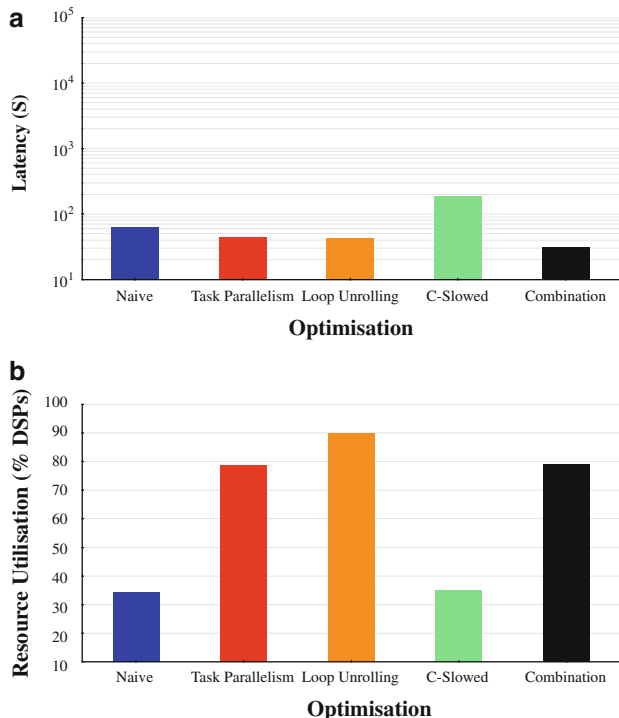 a
Latency (S)
10^5
10^4
10^3
10^2
10^1
Naive Task Parallelism Loop Unrolling C-Slowed Combination
Optimisation
b
Resource Utilisation (% DSPs)
100
90
80
70
60
50
40
30
20
10
Naive Task Parallelism Loop Unrolling C-Slowed Combination
Optimisation